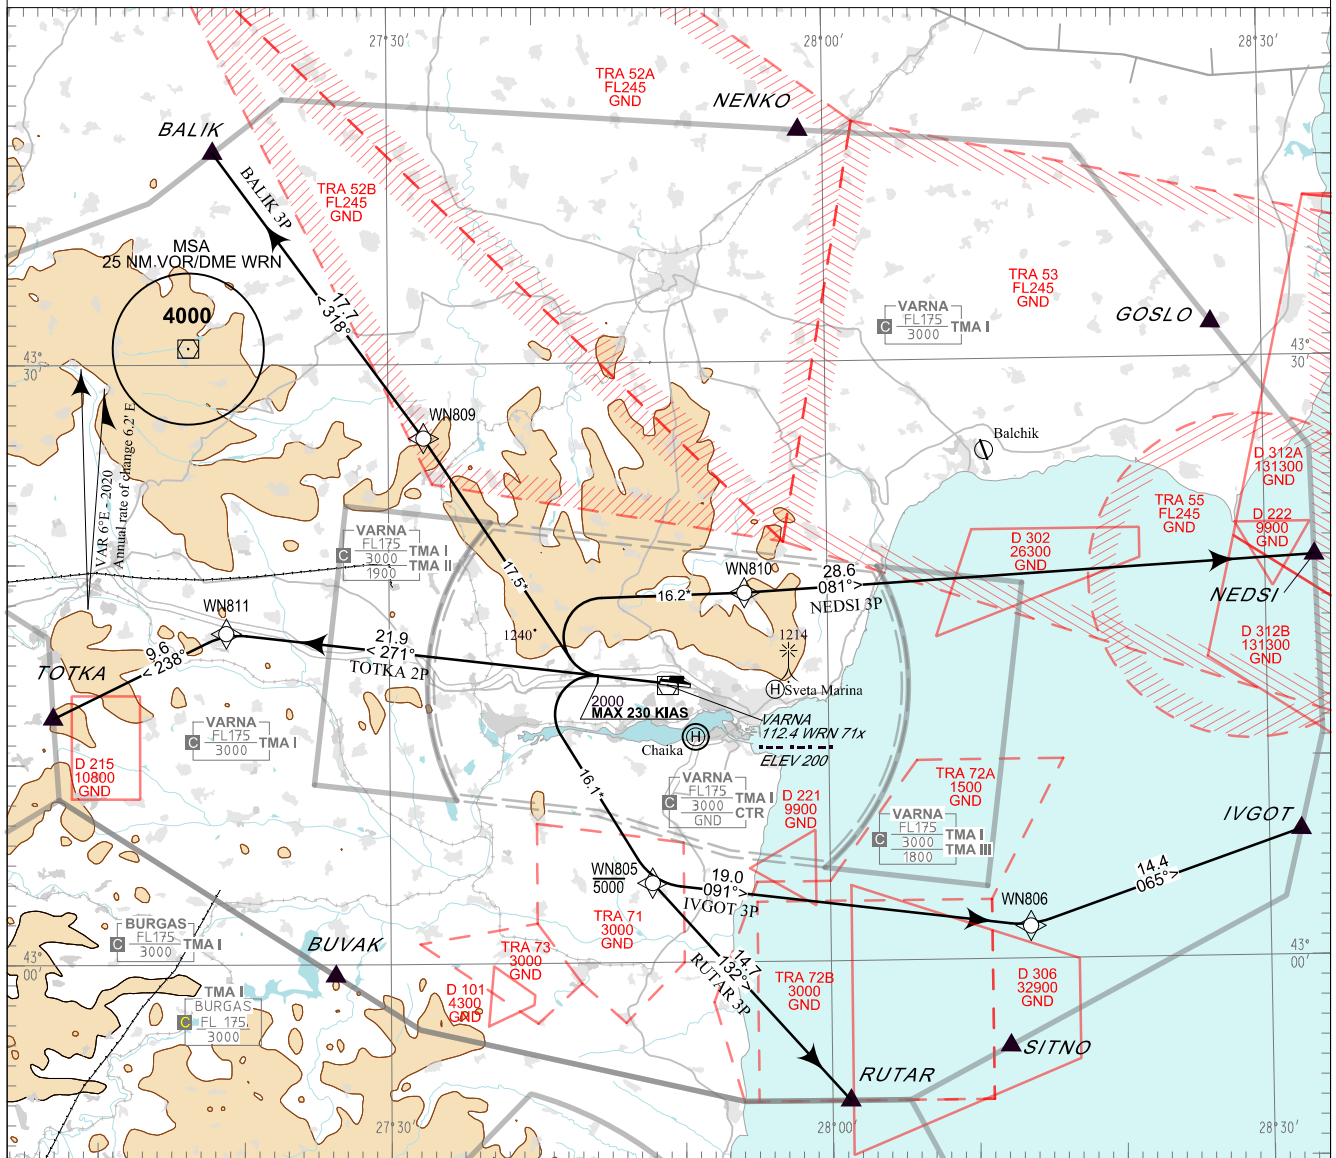 27°30'
28°00'
28°30'
TRA 52A
FL245
GND
NENKO
BALIK
BALIK 3P
TRA 52B
FL245
GND
MSA
25 NM VOR/DME WRN
4000
TRA 53
FL245
GND
VARNA
FL175
3000
C
TMA I
GOSLO
17.7
<318°
43°
30'
43°
30'
WN809
Balchik
VAR 6°E - 2020
Annual rate of change 6.2' E
D 312A
131300
GND
TRA 55
FL245
GND
D 222
9900
GND
D 302
26300
GND
VARNA
FL175
3000
1900
C
TMA I
TMA II
17.5*
WN810
28.6
081°>
NEDSI 3P
16.2*
NEDSI
WN811
21.9
<271°
TOTKA 2P
9.6
<238°
TOTKA
1240*
1214
D 312B
131300
GND
H
Sveta Marina
2000
MAX 230 KIAS
VARNA
112.4 WRN 71x
ELEV 200
H
Chaika
VARNA
FL175
3000
C
TMA I
D 215
10800
GND
16.1*
VARNA
FL175
3000
GND
C
TMA I
CTR
D 221
9900
GND
TRA 72A
1500
GND
VARNA
FL175
3000
1800
C
TMA I
TMA III
IVGOT
14.4
065°>
WN805
5000
19.0
091°>
IVGOT 3P
WN806
TRA 71
3000
GND
BURGAS
FL175
3000
C
TMA I
BUVAK
TRA 73
3000
GND
D 101
4300
GND
14.7
132°>
RUTAR 3P
TRA 72B
3000
GND
D 306
32900
GND
43°
00'
43°
00'
TMA I
BURGAS
FL 175
3000
C
SITNO
RUTAR
27°30'
28°00'
28°30'